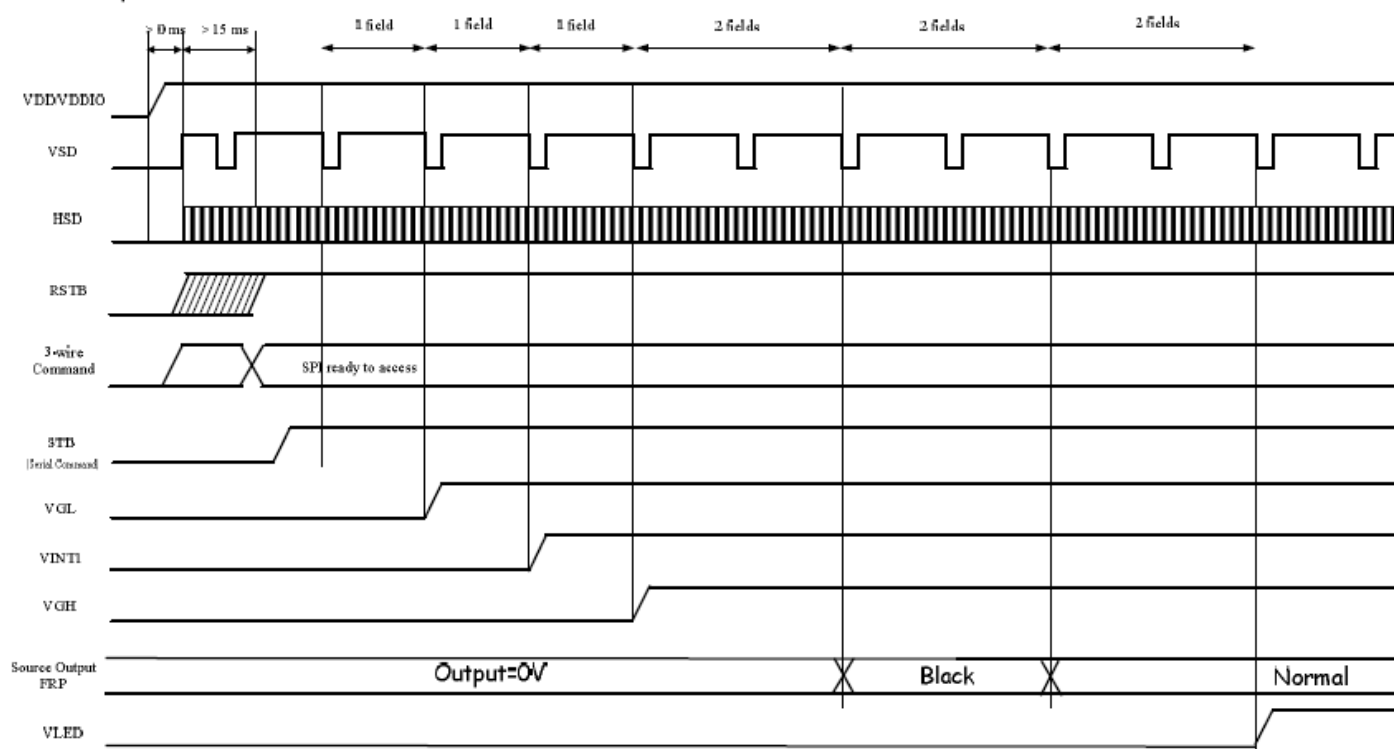 > 0 ms
> 15 ms
1 field
1 field
1 field
2 fields
2 fields
2 fields
VDD/VDDIO
VSD
HSD
RSTB
3-wire
Command
SPI ready to access
STB
(Serial Command)
VGL
VINT1
VGH
Source Output
FRP
Output=0V
Black
Normal
VLED